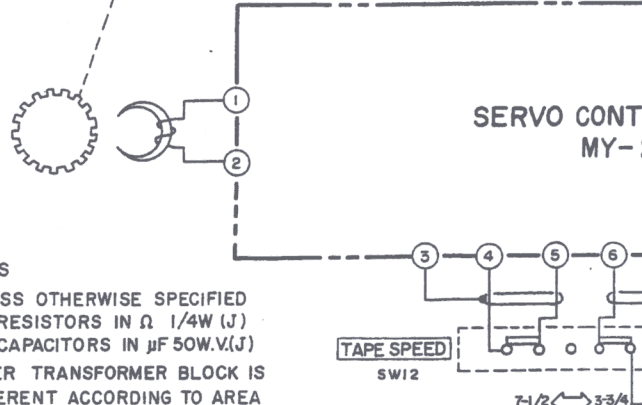 1
SERVO CONT
MY-
2
3 4 5 6
S
SS OTHERWISE SPECIFIED
RESISTORS IN Ω 1/4W (J)
CAPACITORS IN µF 50W.V.(J)
TAPE SPEED
SW12
ER TRANSFORMER BLOCK IS
ERENT ACCORDING TO AREA
7-1/2 3-3/4